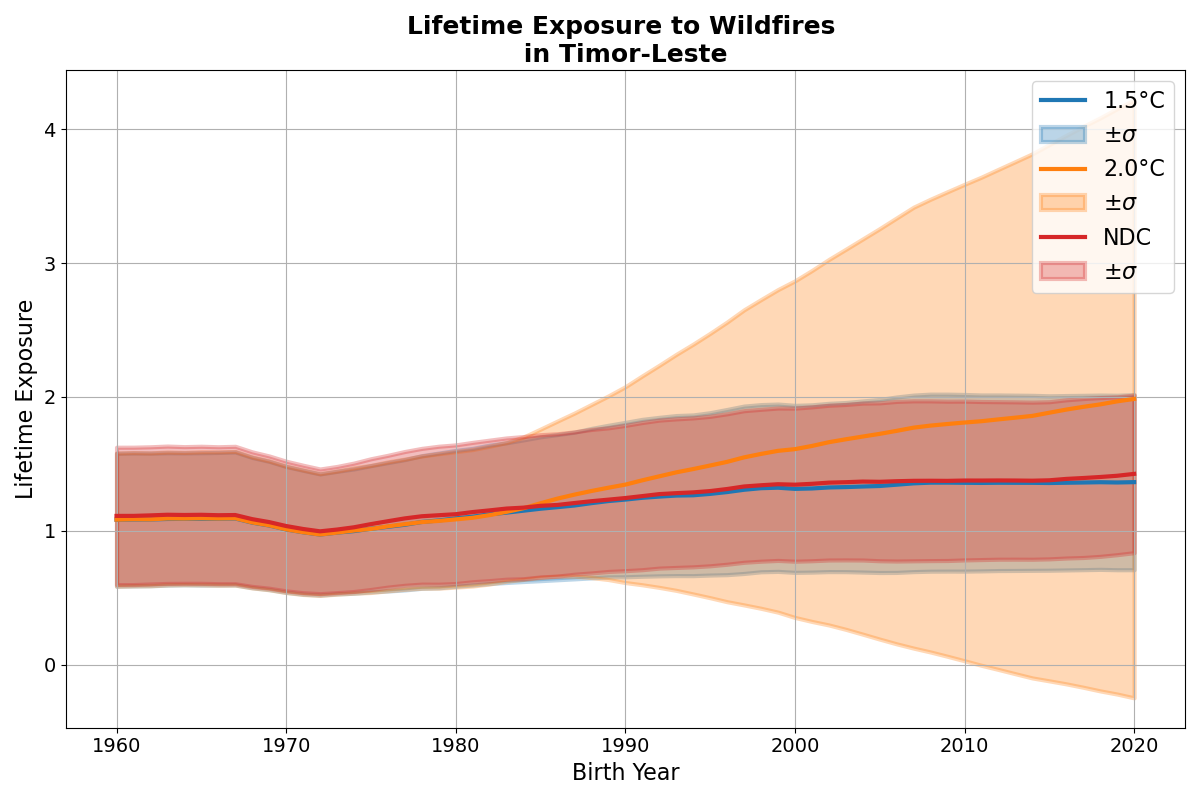 Lifetime Exposure to Wildfires
in Timor-Leste
Lifetime Exposure
4
3
2
1
0
1960
1970
1980
1990
2000
2010
2020
Birth Year
1.5°C
±σ
2.0°C
±σ
NDC
±σ